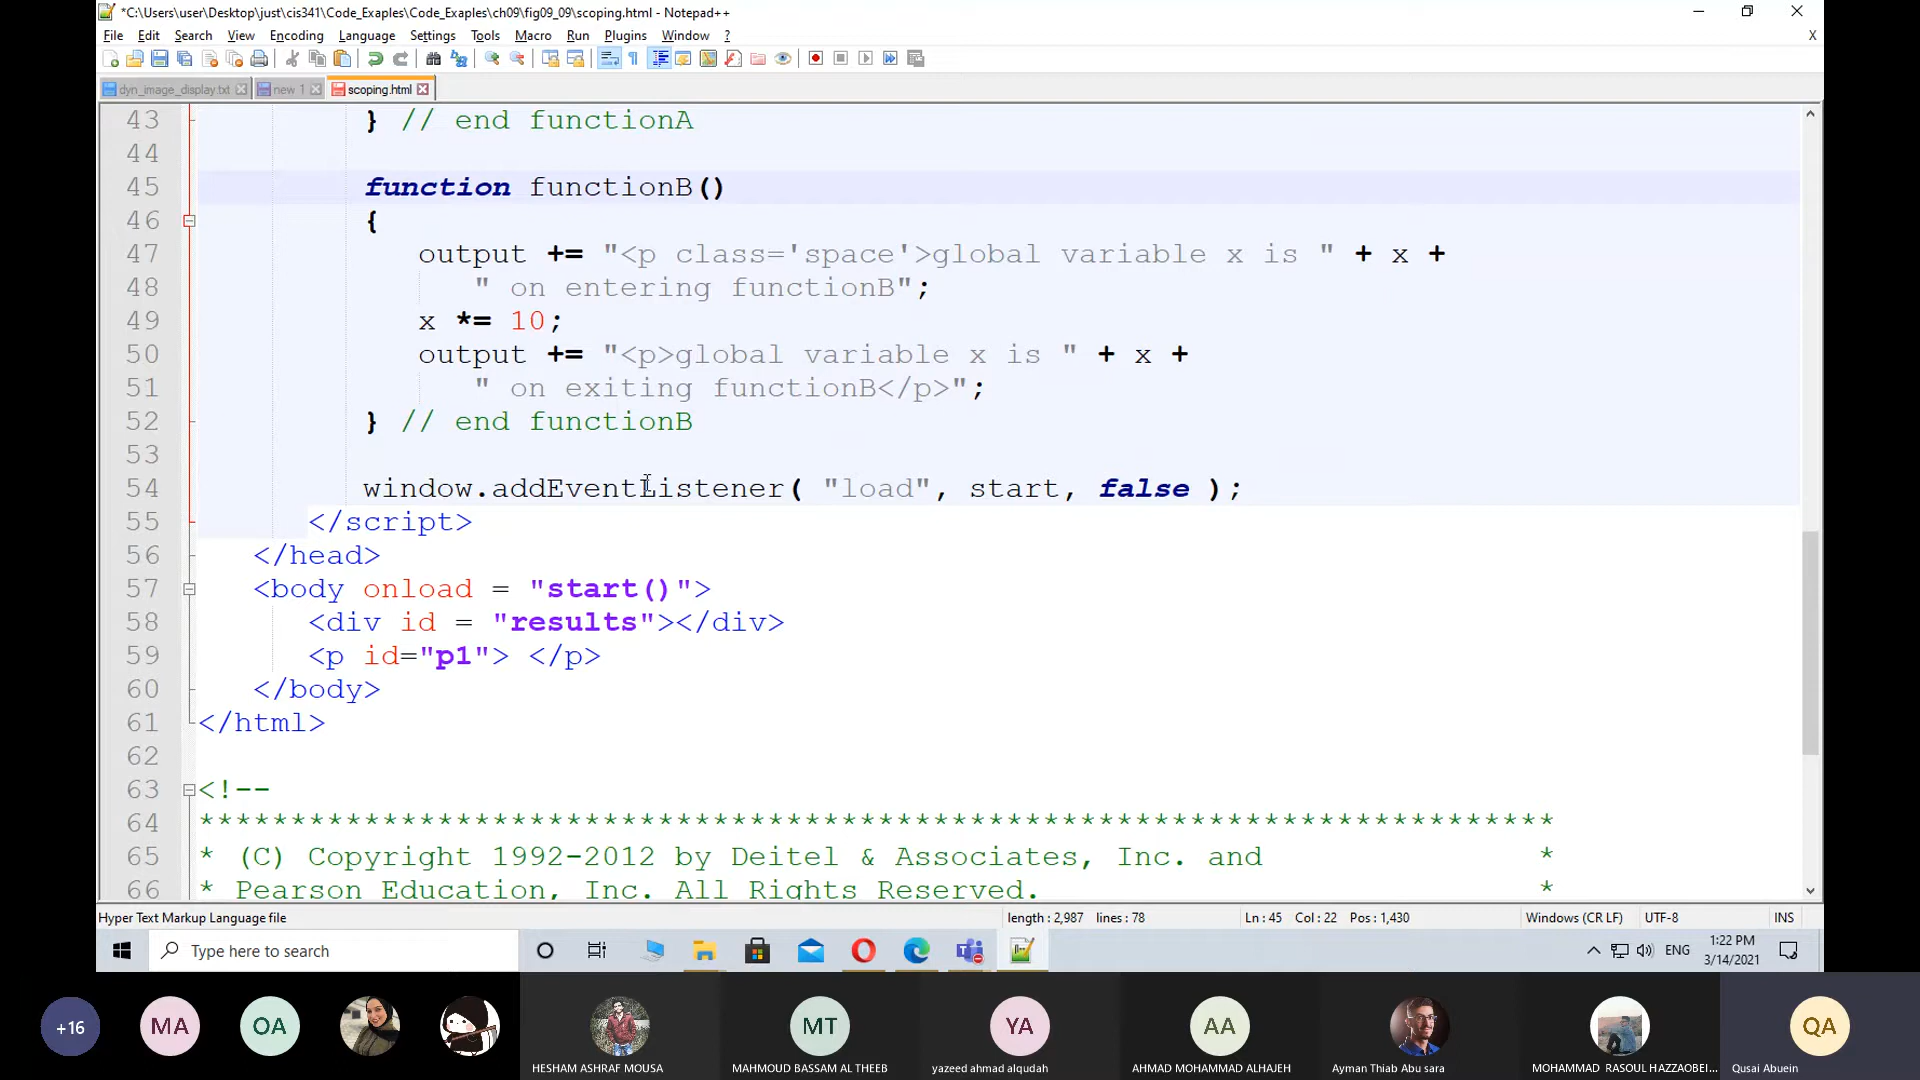 *C:\Users\user\Desktop\just\cis341\Code_Exaples\Code_Exaples\ch09\fig09_09\scoping.html - Notepad++
File Edit Search View Encoding Language Settings Tools Macro Run Plugins Window ? X
dyn_image_display.txt new 1 scoping.html
43 } // end functionA
44
45 function functionB()
46 {
47 output += "<p class='space'>global variable x is " + x +
48 " on entering functionB";
49 x *= 10;
50 output += "<p>global variable x is " + x +
51 " on exiting functionB</p>";
52 } // end functionB
53
54 window.addEventListener( "load", start, false );
55 </script>
56 </head>
57 <body onload = "start()">
58 <div id = "results"></div>
59 <p id="p1"> </p>
60 </body>
61 </html>
62
63 <!--
64 **************************************************************************
65 * (C) Copyright 1992-2012 by Deitel & Associates, Inc. and *
66 * Pearson Education, Inc. All Rights Reserved. *
Hyper Text Markup Language file length : 2,987 lines : 78 Ln : 45 Col : 22 Pos : 1,430 Windows (CR LF) UTF-8 INS
Type here to search ENG 1:22 PM
3/14/2021
+16 MA OA MT YA AA QA
HESHAM ASHRAF MOUSA MAHMOUD BASSAM AL THEEB yazeed ahmad alqudah AHMAD MOHAMMAD ALHAJEH Ayman Thiab Abu sara MOHAMMAD RASOUL HAZZAOBEI... Qusai Abuein